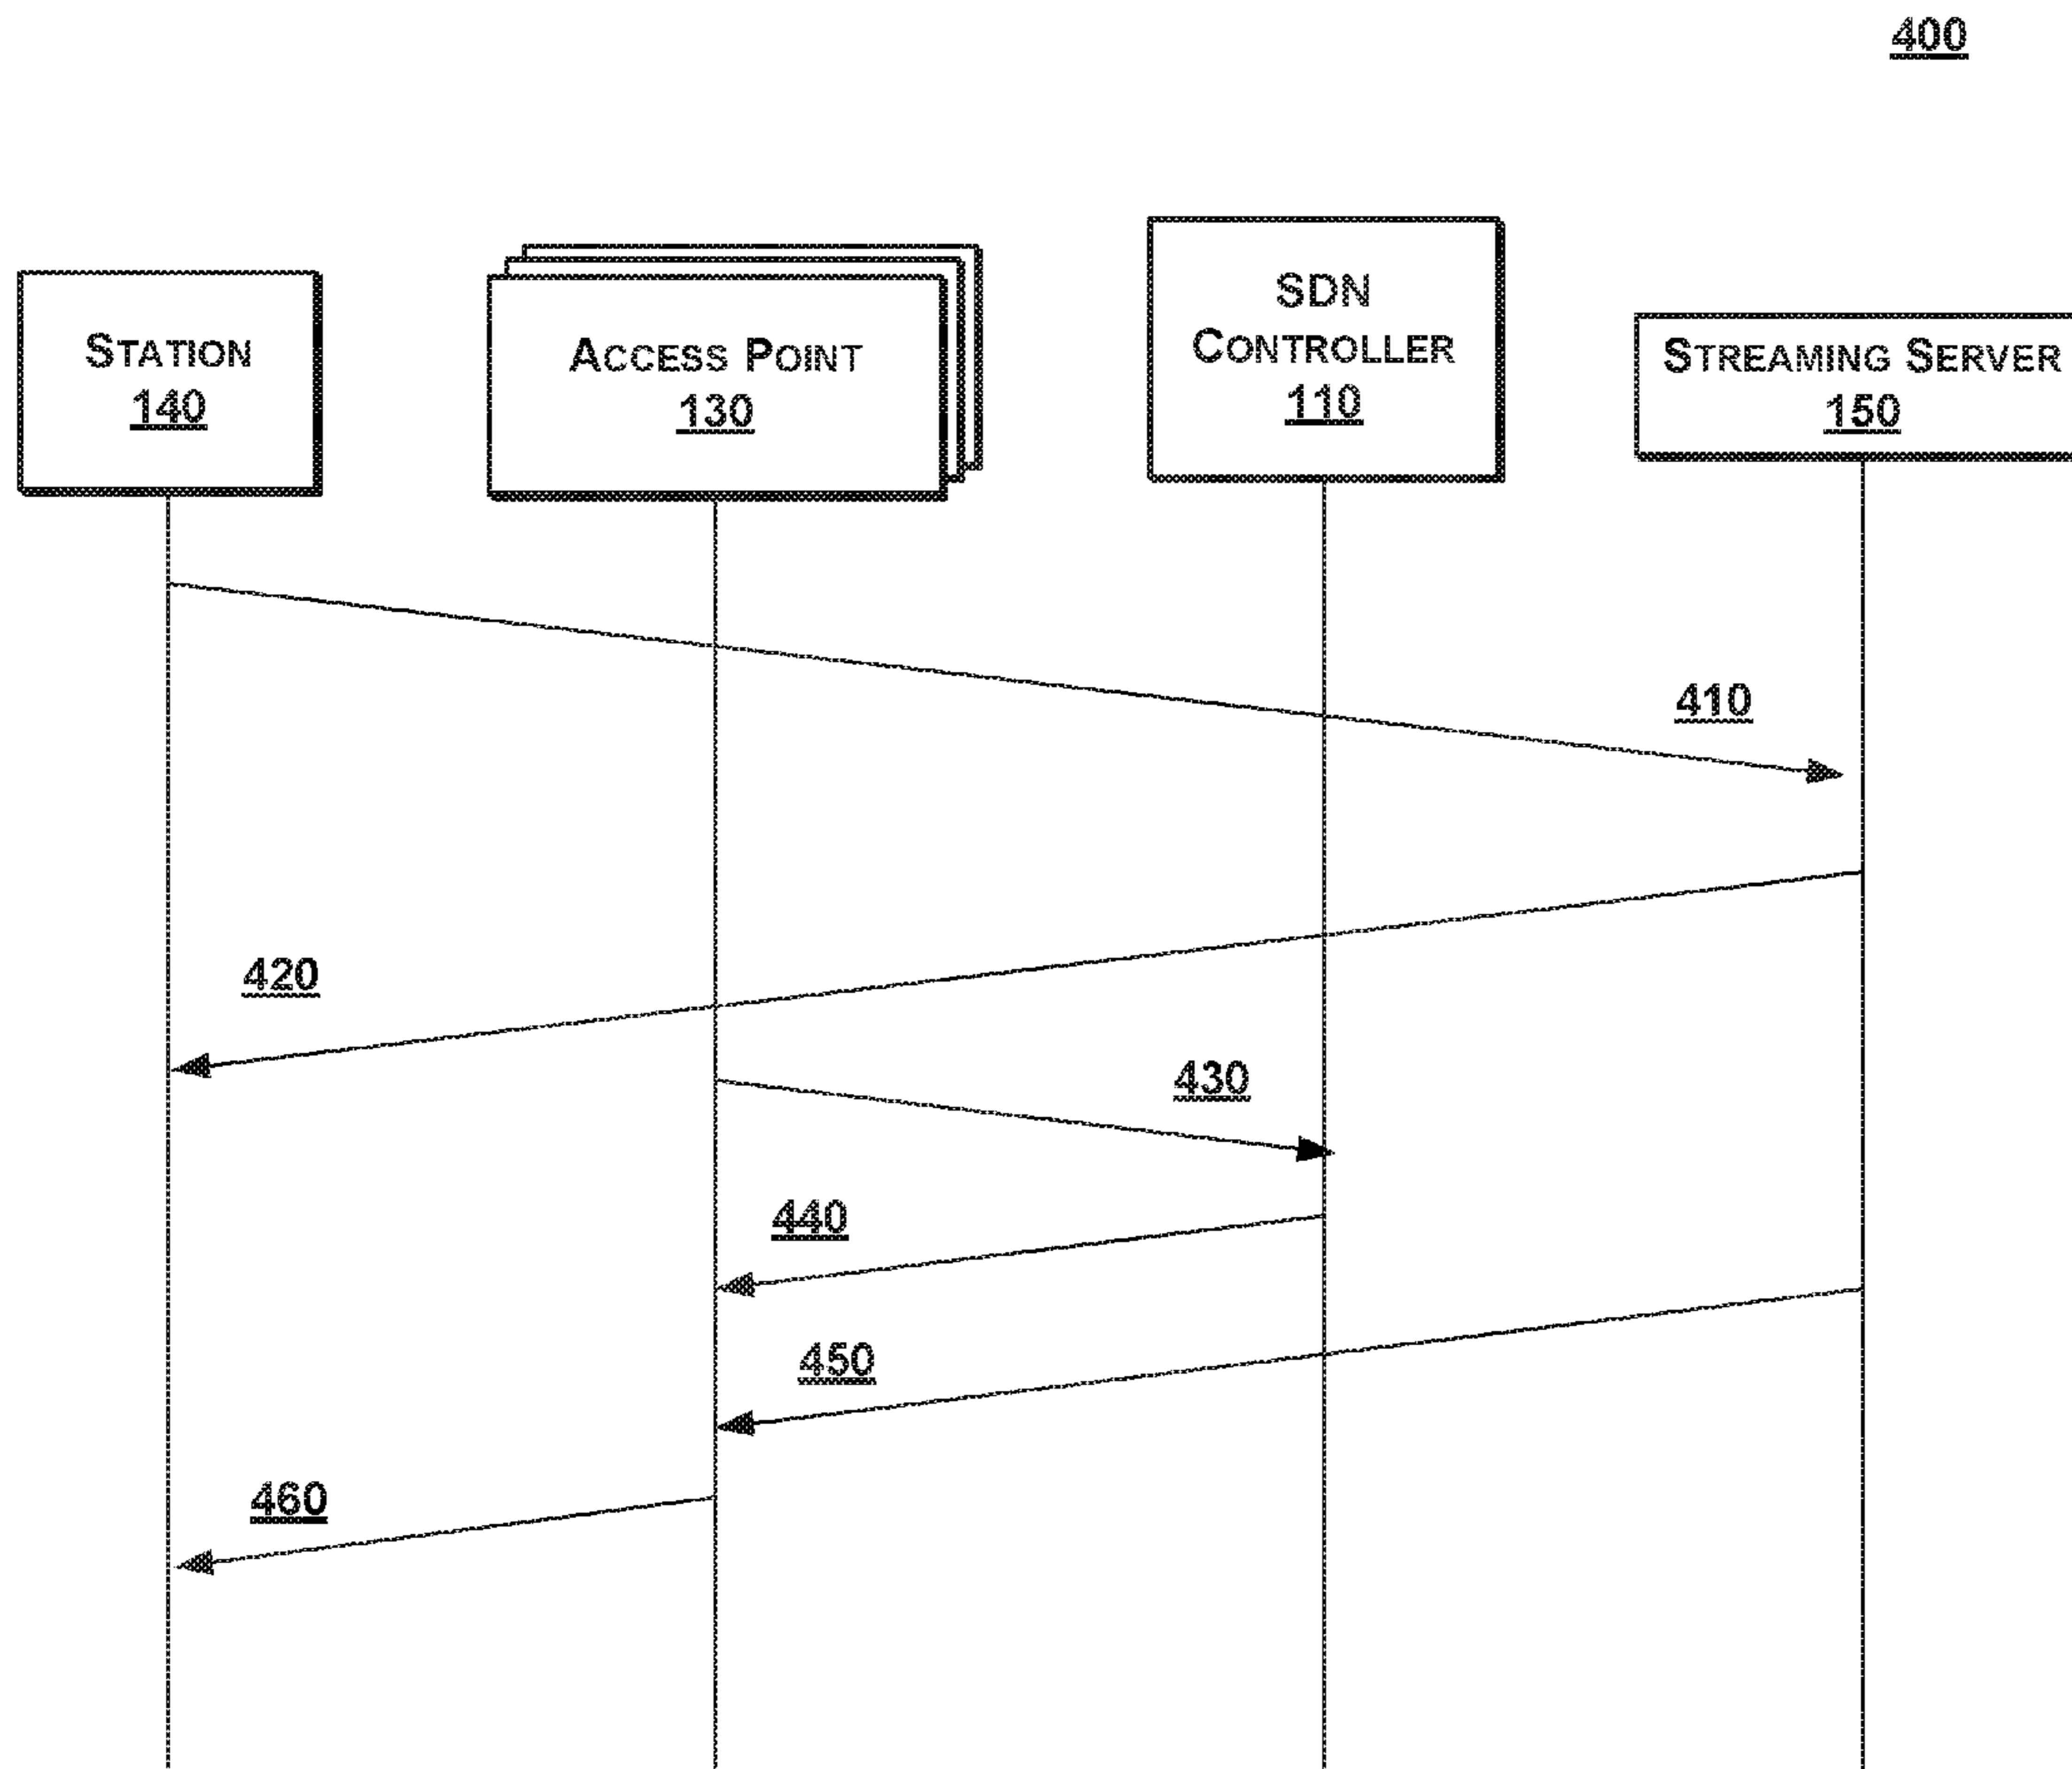 400
STATION
140
ACCESS POINT
130
SDN
CONTROLLER
110
STREAMING SERVER
150
410
420
430
440
450
460